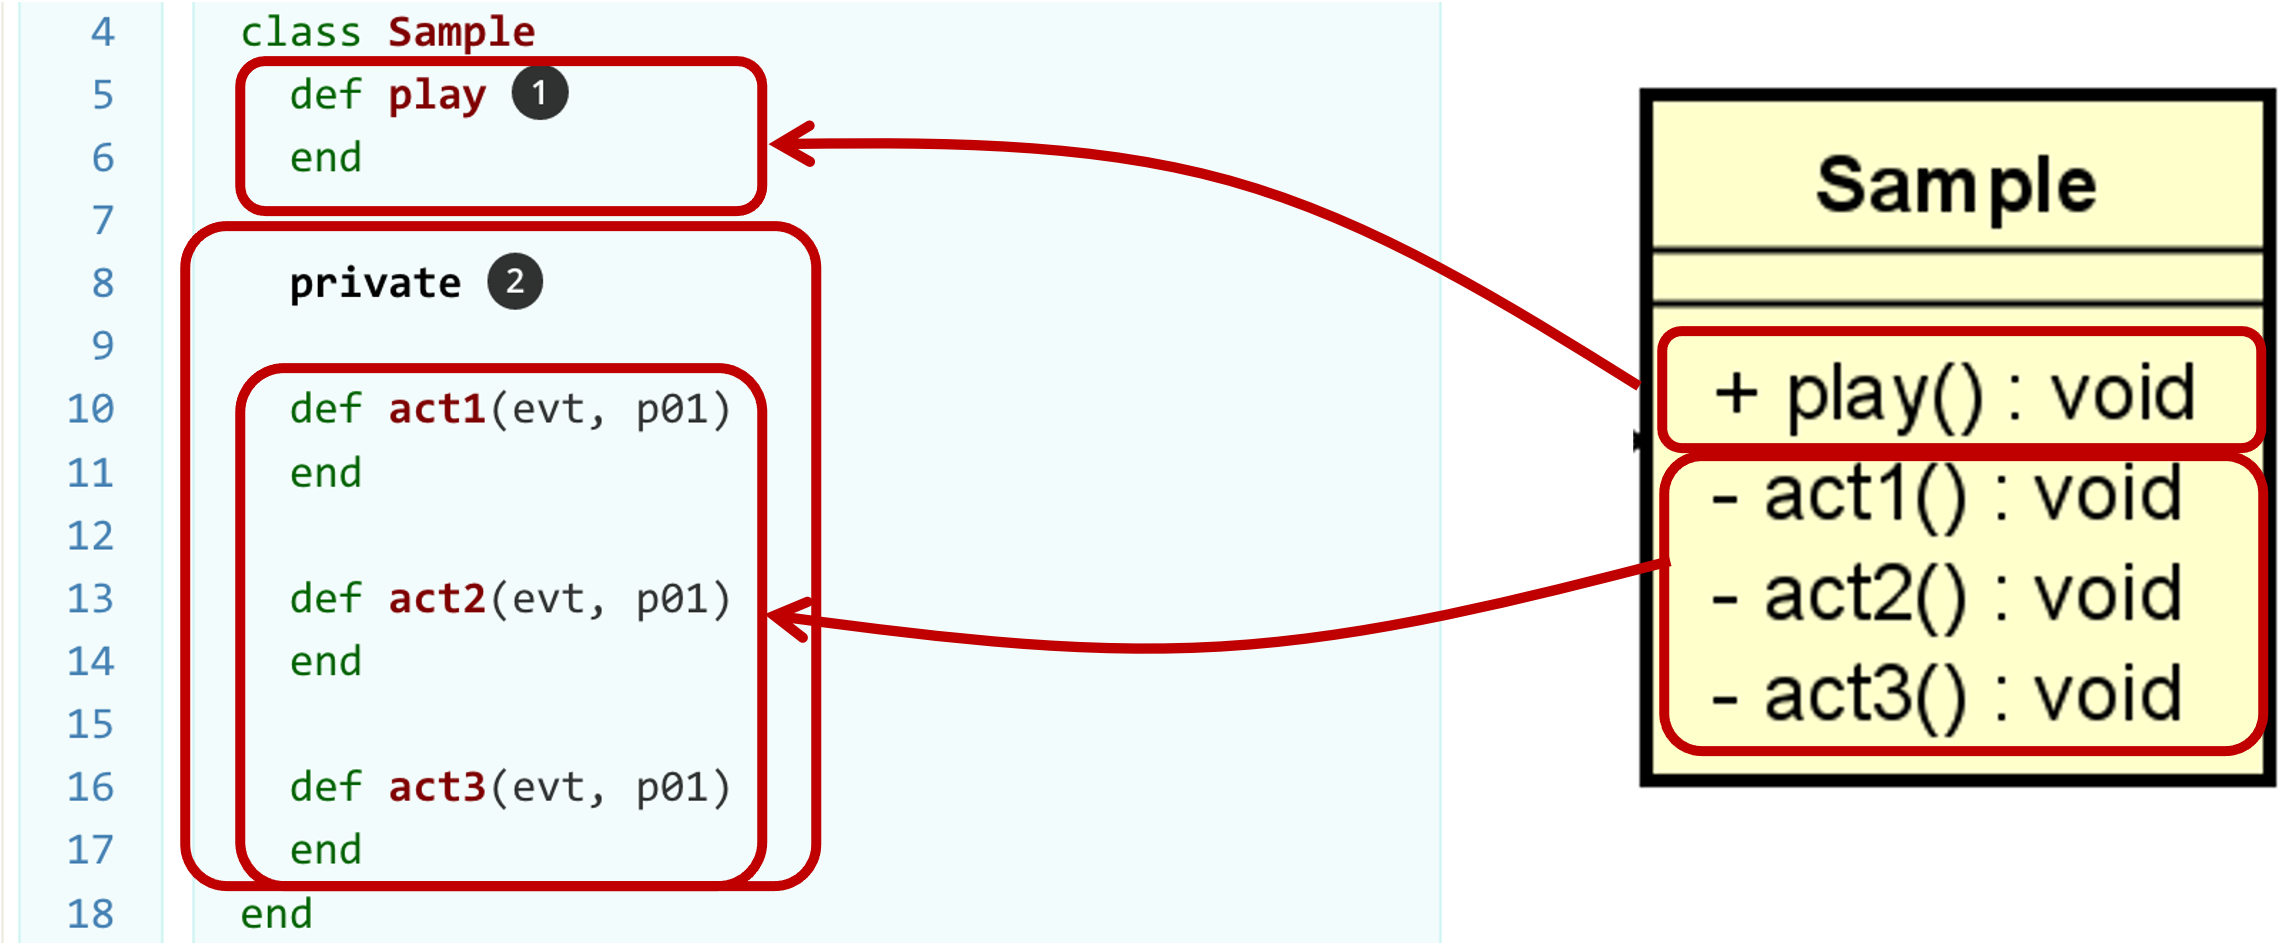 4 class Sample
5 def play 1
6 end
7
8 private 2
9
10 def act1(evt, p01)
11 end
12
13 def act2(evt, p01)
14 end
15
16 def act3(evt, p01)
17 end
18 end
Sample
+ play() : void
- act1() : void
- act2() : void
- act3() : void